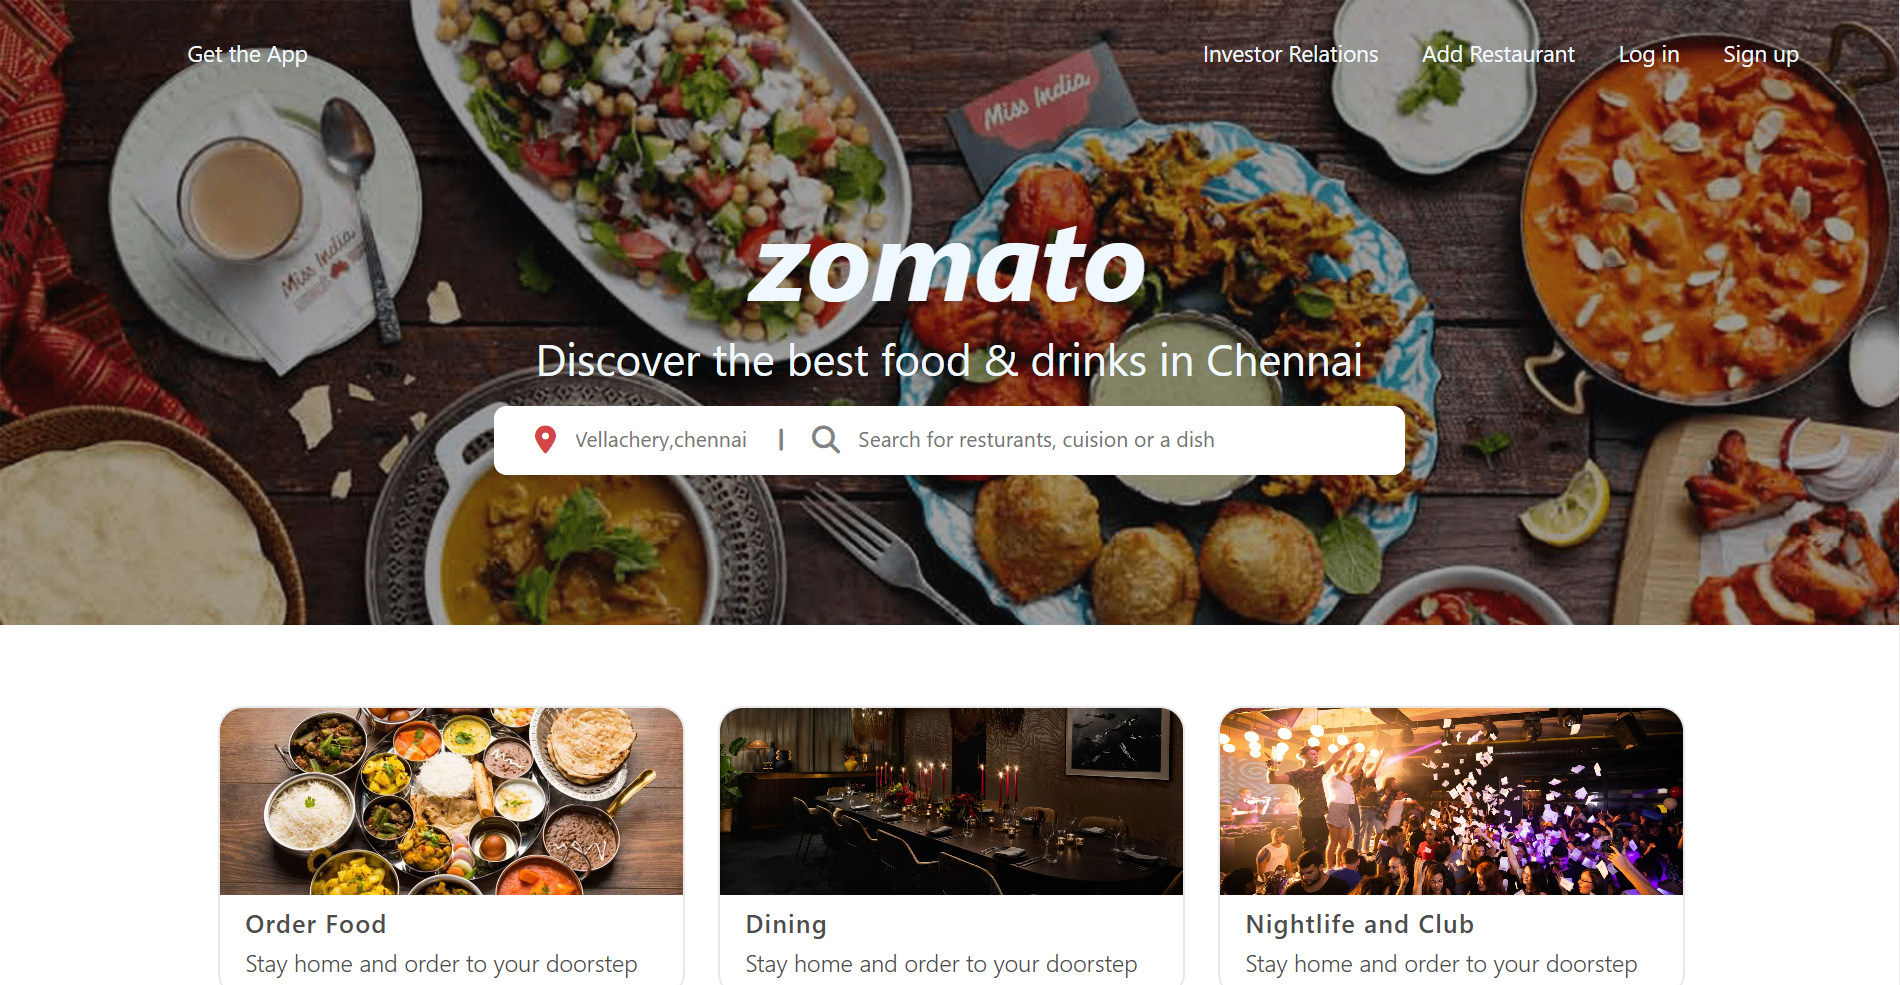 Get the App
Investor Relations
Add Restaurant
Log in
Sign up
Miss India
Miss India
zomato
Discover the best food & drinks in Chennai
Vellachery,chennai | Search for resturants, cuision or a dish
Order Food
Stay home and order to your doorstep
Dining
Stay home and order to your doorstep
Nightlife and Club
Stay home and order to your doorstep